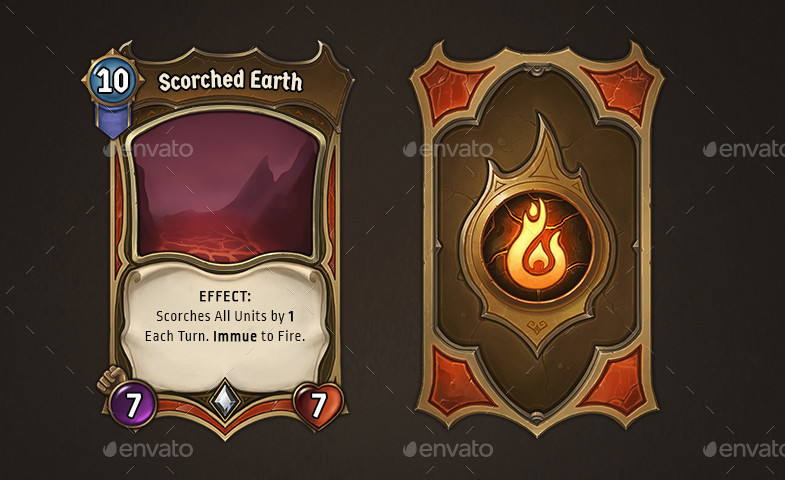 10
Scorched Earth
EFFECT:
Scorches All Units by 1
Each Turn. Immue to Fire.
7
7
envato
envato
envato
envato
envato
envato